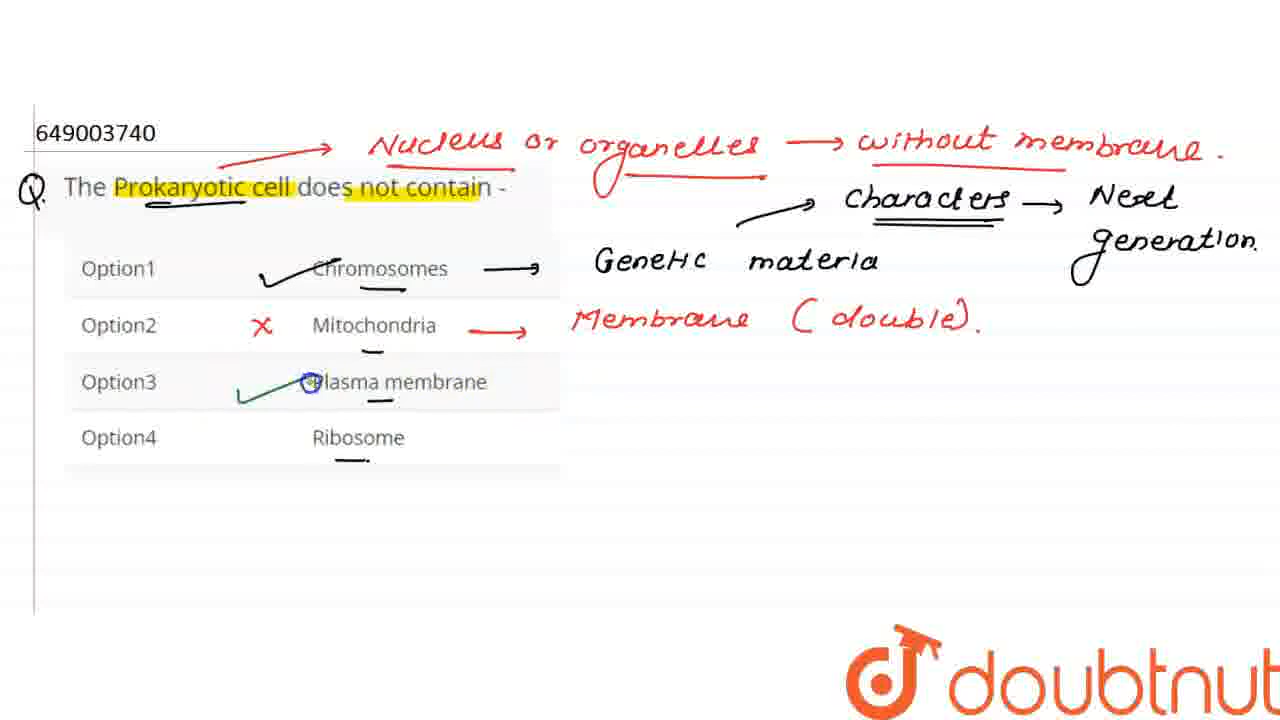 649003740
Nucleus or organelles → without membrane.
Q. The Prokaryotic cell does not contain -
Characters → Next
generation.
Option1 Chromosomes → Genetic materia
Option2 x Mitochondria → Membrane (double).
Option3 Plasma membrane
Option4 Ribosome
doubtnut